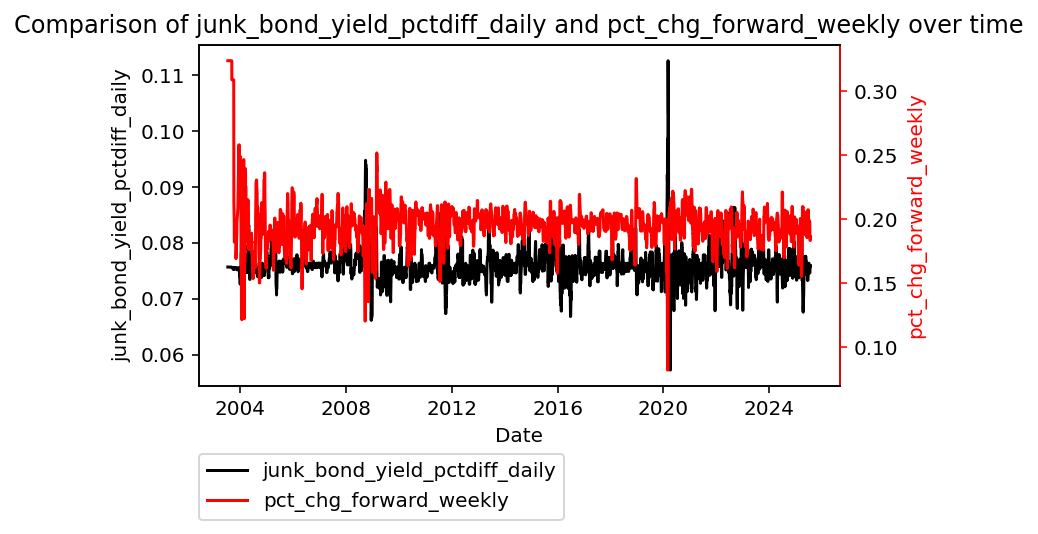 Comparison of junk_bond_yield_pctdiff_daily and pct_chg_forward_weekly over time
junk_bond_yield_pctdiff_daily
0.11
0.10
0.09
0.08
0.07
0.06
0.30
0.25
0.20
0.15
0.10
pct_chg_forward_weekly
2004 2008 2012 2016 2020 2024
Date
junk_bond_yield_pctdiff_daily
pct_chg_forward_weekly